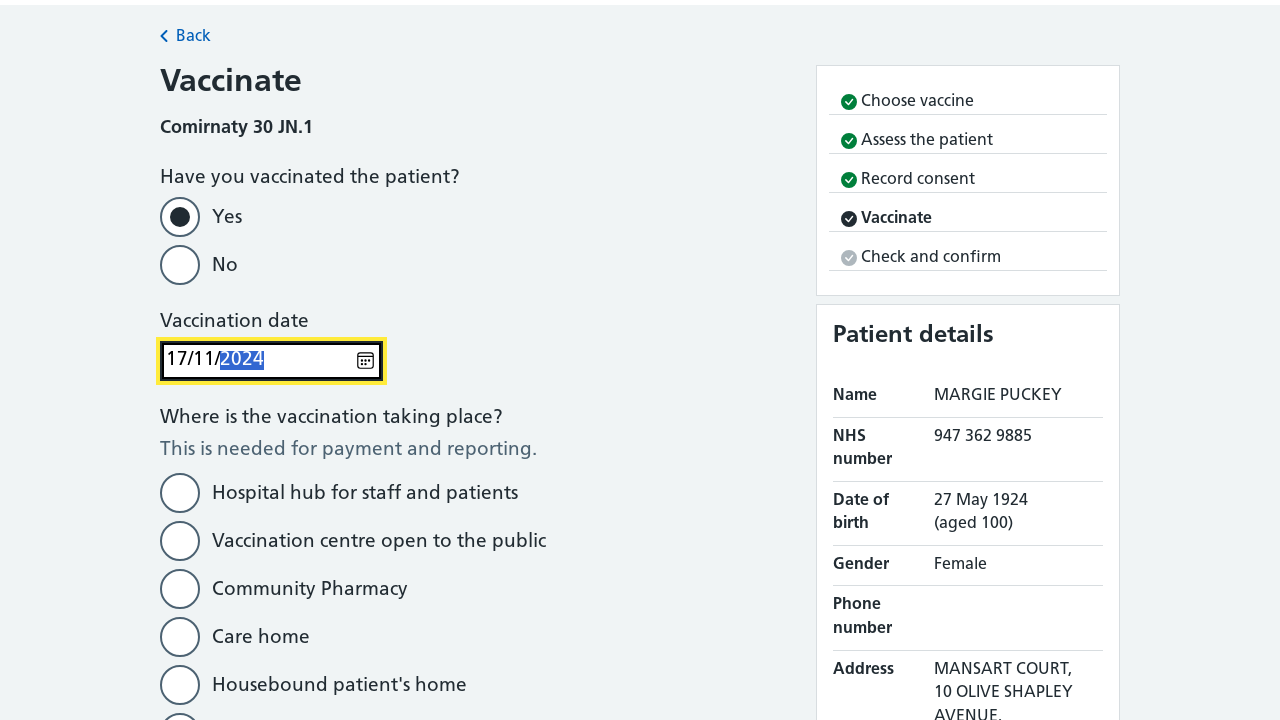 Back
Vaccinate
Comirnaty 30 JN.1
Have you vaccinated the patient?
Yes
No
Vaccination date
17/11/2024
Where is the vaccination taking place?
This is needed for payment and reporting.
Hospital hub for staff and patients
Vaccination centre open to the public
Community Pharmacy
Care home
Housebound patient's home
Choose vaccine
Assess the patient
Record consent
Vaccinate
Check and confirm
Patient details
Name MARGIE PUCKEY
NHS number 947 362 9885
Date of birth 27 May 1924 (aged 100)
Gender Female
Phone number
Address MANSART COURT,
10 OLIVE SHAPLEY
AVENUE,